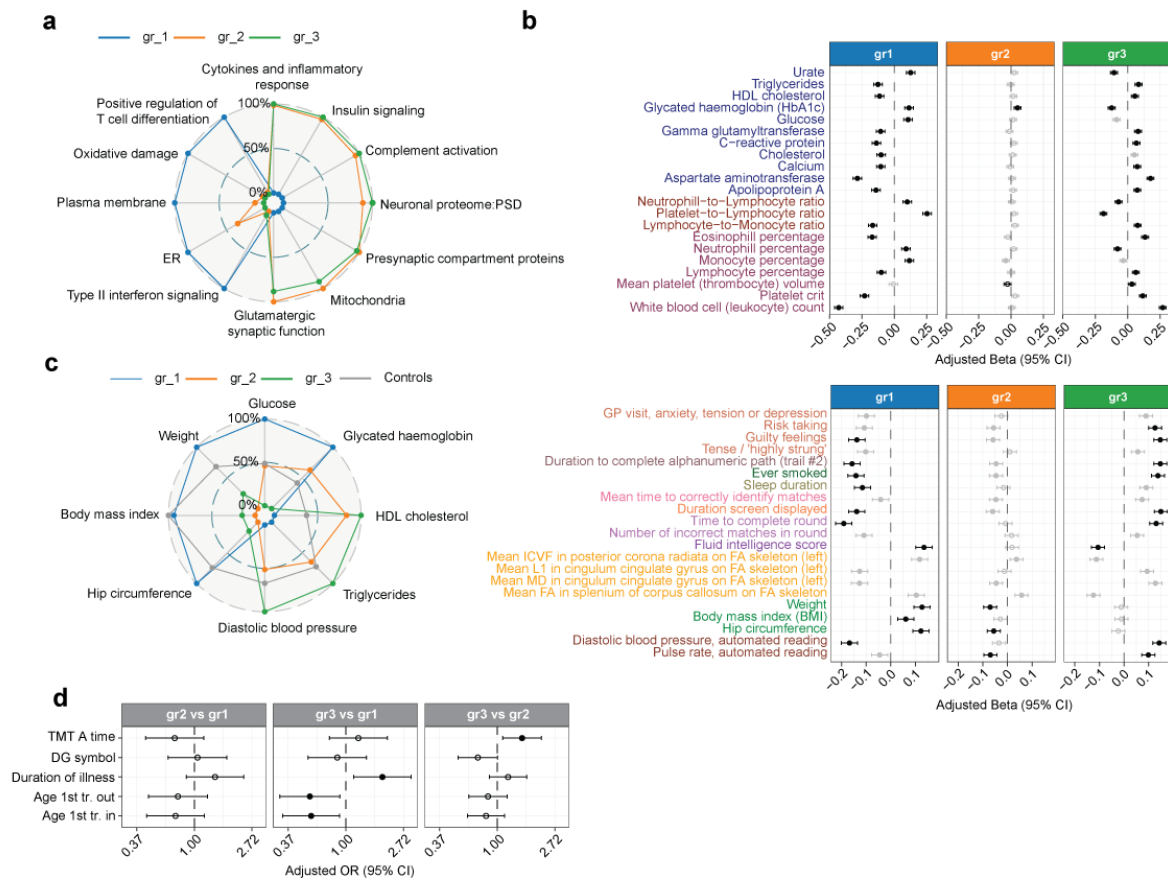 a
gr_1 gr_2 gr_3
Cytokines and inflammatory
response
Positive regulation of
T cell differentiation
100%
Insulin signaling
Oxidative damage
50%
Complement activation
Plasma membrane
0%
Neuronal proteome:PSD
ER
Presynaptic compartment proteins
Type II interferon signaling
Mitochondria
Glutamatergic
synaptic function
b
gr1 gr2 gr3
Urate
Triglycerides
HDL cholesterol
Glycated haemoglobin (HbA1c)
Glucose
Gamma glutamyltransferase
C−reactive protein
Cholesterol
Calcium
Aspartate aminotransferase
Apolipoprotein A
Neutrophill-to-Lymphocyte ratio
Platelet-to-Lymphocyte ratio
Lymphocyte-to-Monocyte ratio
Eosinophill percentage
Neutrophil percentage
Monocyte percentage
Lymphocyte percentage
Mean platelet (thrombocyte) volume
Platelet crit
White blood cell (leukocyte) count
−0.50 −0.25 0.00 0.25 −0.50 −0.25 0.00 0.25 −0.50 −0.25 0.00 0.25
Adjusted Beta (95% CI)
gr1 gr2 gr3
GP visit, anxiety, tension or depression
Risk taking
Guilty feelings
Tense / 'highly strung'
Duration to complete alphanumeric path (trail #2)
Ever smoked
Sleep duration
Mean time to correctly identify matches
Duration screen displayed
Time to complete round
Number of incorrect matches in round
Fluid intelligence score
Mean ICVF in posterior corona radiata on FA skeleton (left)
Mean L1 in cingulum cingulate gyrus on FA skeleton (left)
Mean MD in cingulum cingulate gyrus on FA skeleton (left)
Mean FA in splenium of corpus callosum on FA skeleton
Weight
Body mass index (BMI)
Hip circumference
Diastolic blood pressure, automated reading
Pulse rate, automated reading
−0.2 −0.1 0.0 0.1 −0.2 −0.1 0.0 0.1 −0.2 −0.1 0.0 0.1
Adjusted Beta (95% CI)
c
gr_1 gr_2 gr_3 Controls
Glucose
100%
Weight
Glycated haemoglobin
50%
Body mass index
0%
HDL cholesterol
Hip circumference
Triglycerides
Diastolic blood pressure
d
gr2 vs gr1 gr3 vs gr1 gr3 vs gr2
TMT A time
DG symbol
Duration of illness
Age 1st tr. out
Age 1st tr. in
0.37 1.00 2.72 0.37 1.00 2.72 0.37 1.00 2.72
Adjusted OR (95% CI)